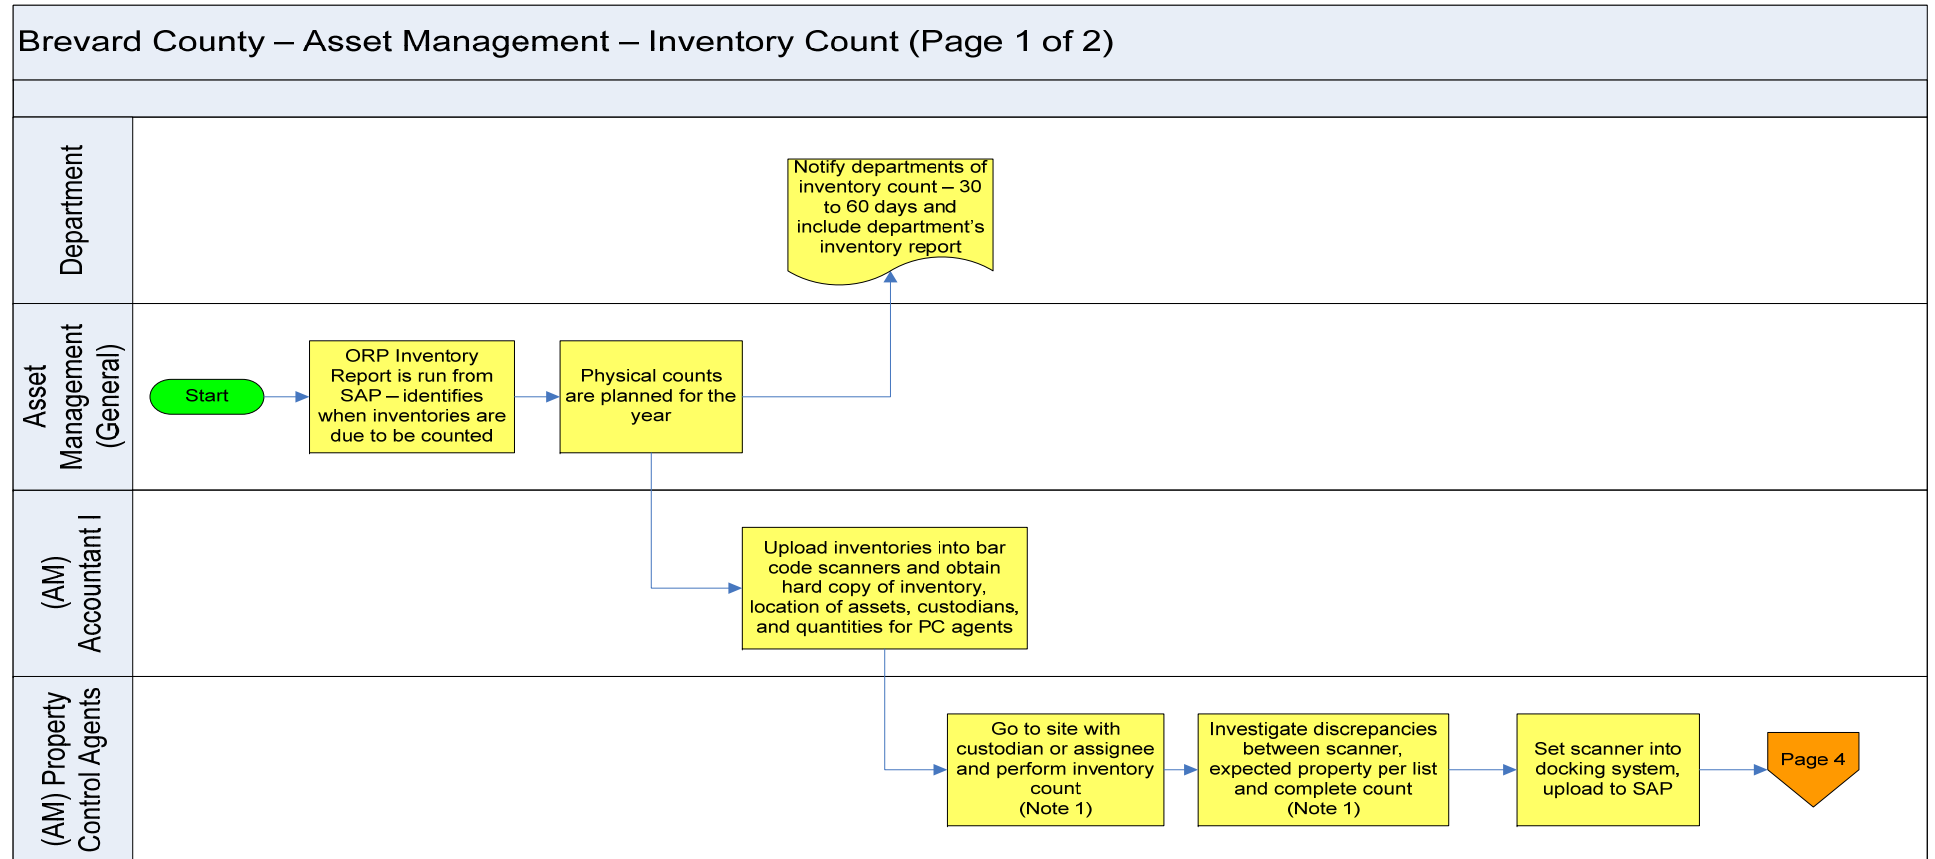 Brevard County – Asset Management – Inventory Count (Page 1 of 2)
Department
Notify departments of
inventory count – 30
to 60 days and
include department's
inventory report
Asset
Management
(General)
Start
ORP Inventory
Report is run from
SAP – identifies
when inventories are
due to be counted
Physical counts
are planned for the
year
(AM)
Accountant I
Upload inventories into bar
code scanners and obtain
hard copy of inventory,
location of assets, custodians,
and quantities for PC agents
(AM) Property
Control Agents
Go to site with
custodian or assignee
and perform inventory
count
(Note 1)
Investigate discrepancies
between scanner,
expected property per list
and complete count
(Note 1)
Set scanner into
docking system,
upload to SAP
Page 4